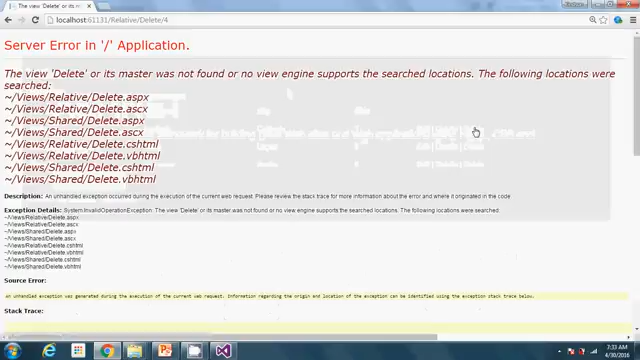 The view 'Delete' or its m
localhost:61131/Relative/Delete/4
Server Error in '/' Application.
The view 'Delete' or its master was not found or no view engine supports the searched locations. The following locations were
searched:
~/Views/Relative/Delete.aspx
~/Views/Relative/Delete.ascx
~/Views/Shared/Delete.aspx
~/Views/Shared/Delete.ascx
~/Views/Relative/Delete.cshtml
~/Views/Relative/Delete.vbhtml
~/Views/Shared/Delete.cshtml
~/Views/Shared/Delete.vbhtml
Description: An unhandled exception occurred during the execution of the current web request. Please review the stack trace for more information about the error and where it originated in the code.
Exception Details: System.InvalidOperationException: The view 'Delete' or its master was not found or no view engine supports the searched locations. The following locations were searched:
~/Views/Relative/Delete.aspx
~/Views/Relative/Delete.ascx
~/Views/Shared/Delete.aspx
~/Views/Shared/Delete.ascx
~/Views/Relative/Delete.cshtml
~/Views/Relative/Delete.vbhtml
~/Views/Shared/Delete.cshtml
~/Views/Shared/Delete.vbhtml
Source Error:
An unhandled exception was generated during the execution of the current web request. Information regarding the origin and location of the exception can be identified using the exception stack trace below.
Stack Trace:
7:33 AM
4/30/2016